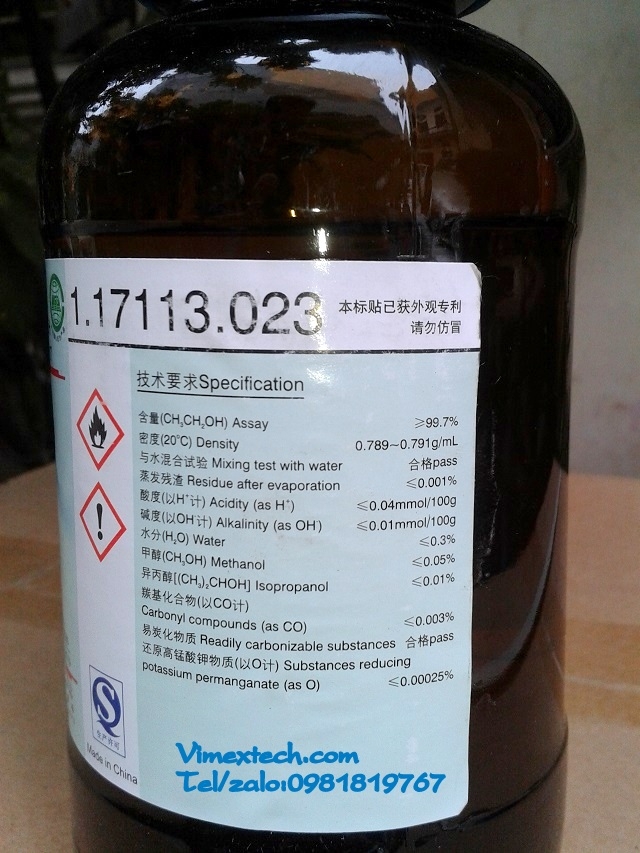 1.17113.023
本标贴已获外观专利
请勿仿冒
技术要求Specification
含量(CH₃CH₂OH) Assay ≥99.7%
密度(20℃) Density 0.789~0.791g/mL
与水混合试验 Mixing test with water 合格pass
蒸发残渣 Residue after evaporation ≤0.001%
酸度(以H⁺计) Acidity (as H⁺) ≤0.04mmol/100g
碱度(以OH⁻计) Alkalinity (as OH⁻) ≤0.01mmol/100g
水分(H₂O) Water ≤0.3%
甲醇(CH₃OH) Methanol ≤0.05%
异丙醇[(CH₃)₂CHOH] Isopropanol ≤0.01%
羰基化合物(以CO计)
Carbonyl compounds (as CO) ≤0.003%
易炭化物质 Readily carbonizable substances 合格pass
还原高锰酸钾物质(以O计) Substances reducing
potassium permanganate (as O) ≤0.00025%
生产许可
Made in China
Vimextech.com
Tel/zalo:0981819767